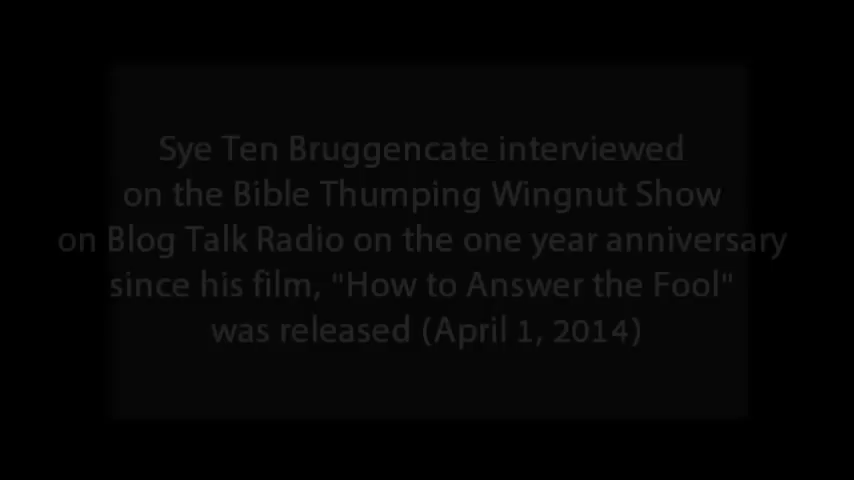 Sye Ten Bruggencate interviewed
on the Bible Thumping Wingnut Show
on Blog Talk Radio on the one year anniversary
since his film, "How to Answer the Fool"
was released (April 1, 2014)